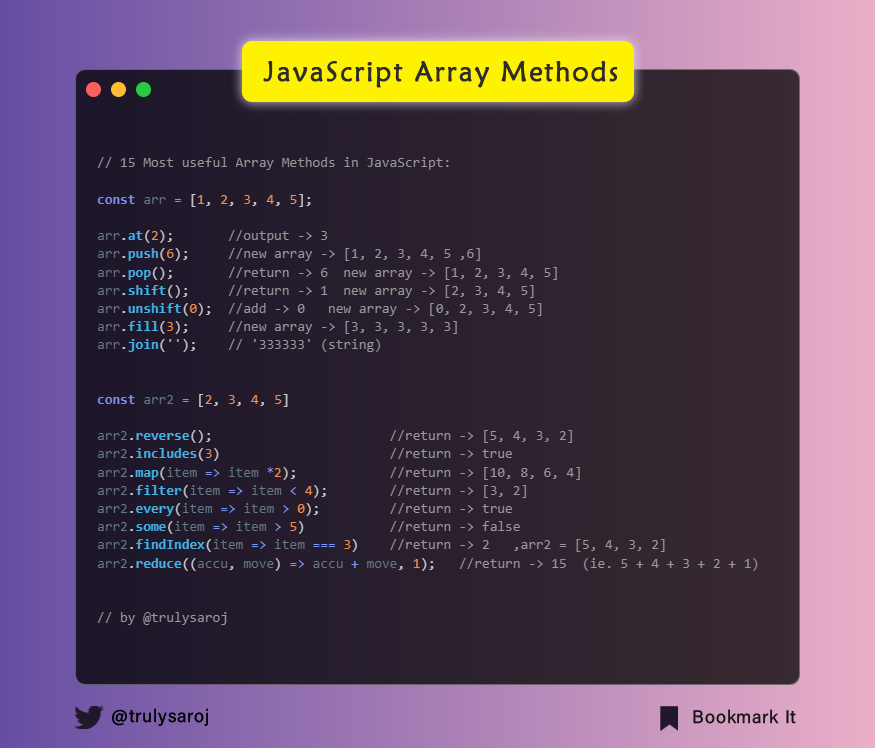 JavaScript Array Methods
// 15 Most useful Array Methods in JavaScript:
const arr = [1, 2, 3, 4, 5];
arr.at(2);       //output -> 3
arr.push(6);     //new array -> [1, 2, 3, 4, 5 ,6]
arr.pop();       //return -> 6  new array -> [1, 2, 3, 4, 5]
arr.shift();     //return -> 1  new array -> [2, 3, 4, 5]
arr.unshift(0);  //add -> 0   new array -> [0, 2, 3, 4, 5]
arr.fill(3);     //new array -> [3, 3, 3, 3, 3]
arr.join('');    // '333333' (string)
const arr2 = [2, 3, 4, 5]
arr2.reverse();                       //return -> [5, 4, 3, 2]
arr2.includes(3)                      //return -> true
arr2.map(item => item *2);            //return -> [10, 8, 6, 4]
arr2.filter(item => item < 4);        //return -> [3, 2]
arr2.every(item => item > 0);         //return -> true
arr2.some(item => item > 5)           //return -> false
arr2.findIndex(item => item === 3)    //return -> 2   ,arr2 = [5, 4, 3, 2]
arr2.reduce((accu, move) => accu + move, 1);   //return -> 15  (ie. 5 + 4 + 3 + 2 + 1)
// by @trulysaroj
@trulysaroj
Bookmark It